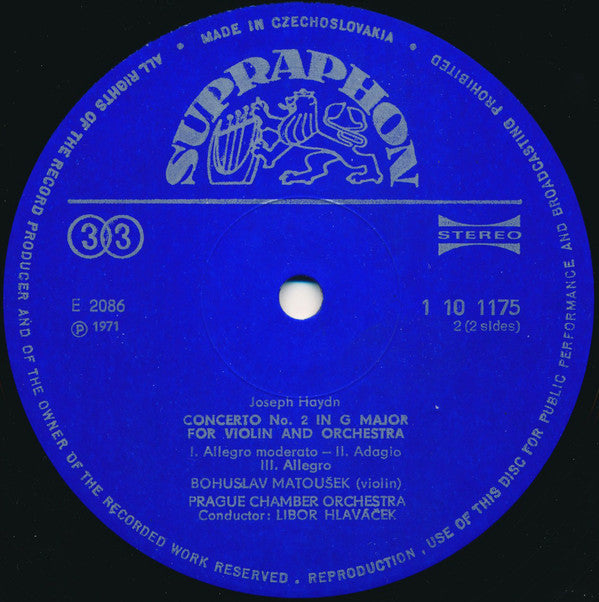 MADE IN CZECHOSLOVAKIA
ALL RIGHTS OF THE RECORD PRODUCER AND OF THE OWNER OF THE RECORDED WORK RESERVED . REPRODUCTION , USE OF THIS DISC FOR PUBLIC PERFORMANCE AND BROADCASTING PROHIBITED
SUPRAPHON
33
STEREO
E 2086
1 10 1175
℗ 1971
2 (2 sides)
Joseph Haydn
CONCERTO No. 2 IN G MAJOR
FOR VIOLIN AND ORCHESTRA
I. Allegro moderato – II. Adagio
III. Allegro
BOHUSLAV MATOUŠEK (violin)
PRAGUE CHAMBER ORCHESTRA
Conductor: LIBOR HLAVÁČEK